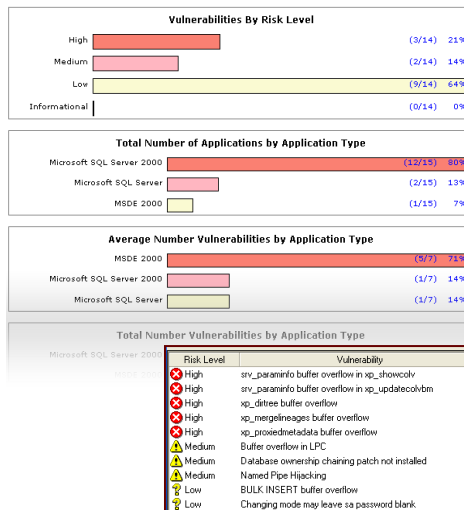 Vulnerabilities By Risk Level
High (3/14) 21%
Medium (2/14) 14%
Low (9/14) 64%
Informational (0/14) 0%
Total Number of Applications by Application Type
Microsoft SQL Server 2000 (12/15) 80%
Microsoft SQL Server (2/15) 13%
MSDE 2000 (1/15) 7%
Average Number Vulnerabilities by Application Type
MSDE 2000 (5/7) 71%
Microsoft SQL Server 2000 (1/7) 14%
Microsoft SQL Server (1/7) 14%
Total Number Vulnerabilities by Application Type
Microsoft SQL Server 2000
MSDE 2000
Risk Level Vulnerability
High srv_paraminfo buffer overflow in xp_showcolv
High srv_paraminfo buffer overflow in xp_updatecolvbm
High xp_dirtree buffer overflow
High xp_mergelineages buffer overflow
High xp_proxiedmetadata buffer overflow
Medium Buffer overflow in LPC
Medium Database ownership chaining patch not installed
Medium Named Pipe Hijacking
Low BULK INSERT buffer overflow
Low Changing mode may leave sa password blank